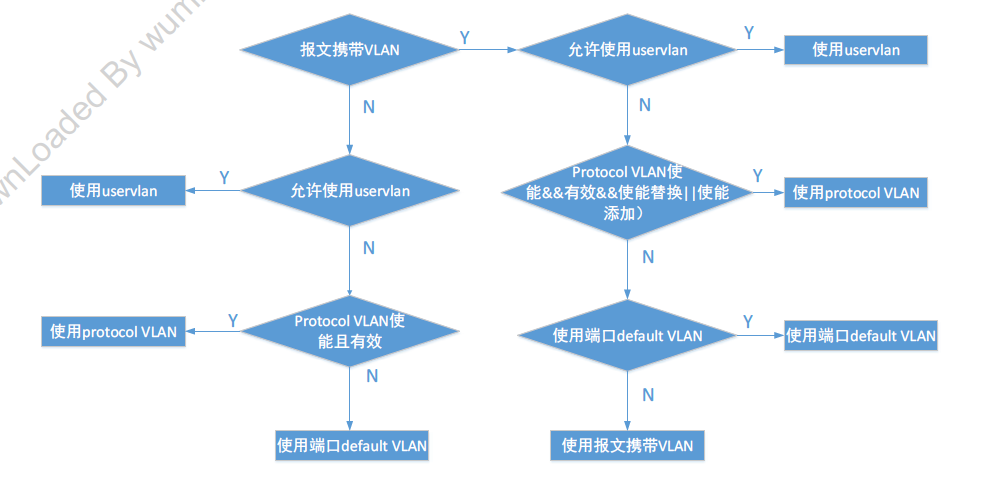 wnLoaded By wum
报文携带VLAN
Y
允许使用uservlan
Y
使用uservlan
N
N
使用uservlan
Y
允许使用uservlan
Protocol VLAN使
能&&有效&&使能替换||使能
添加）
Y
使用protocol VLAN
N
N
使用protocol VLAN
Y
Protocol VLAN使
能且有效
使用端口default VLAN
Y
使用端口default VLAN
N
N
使用端口default VLAN
使用报文携带VLAN